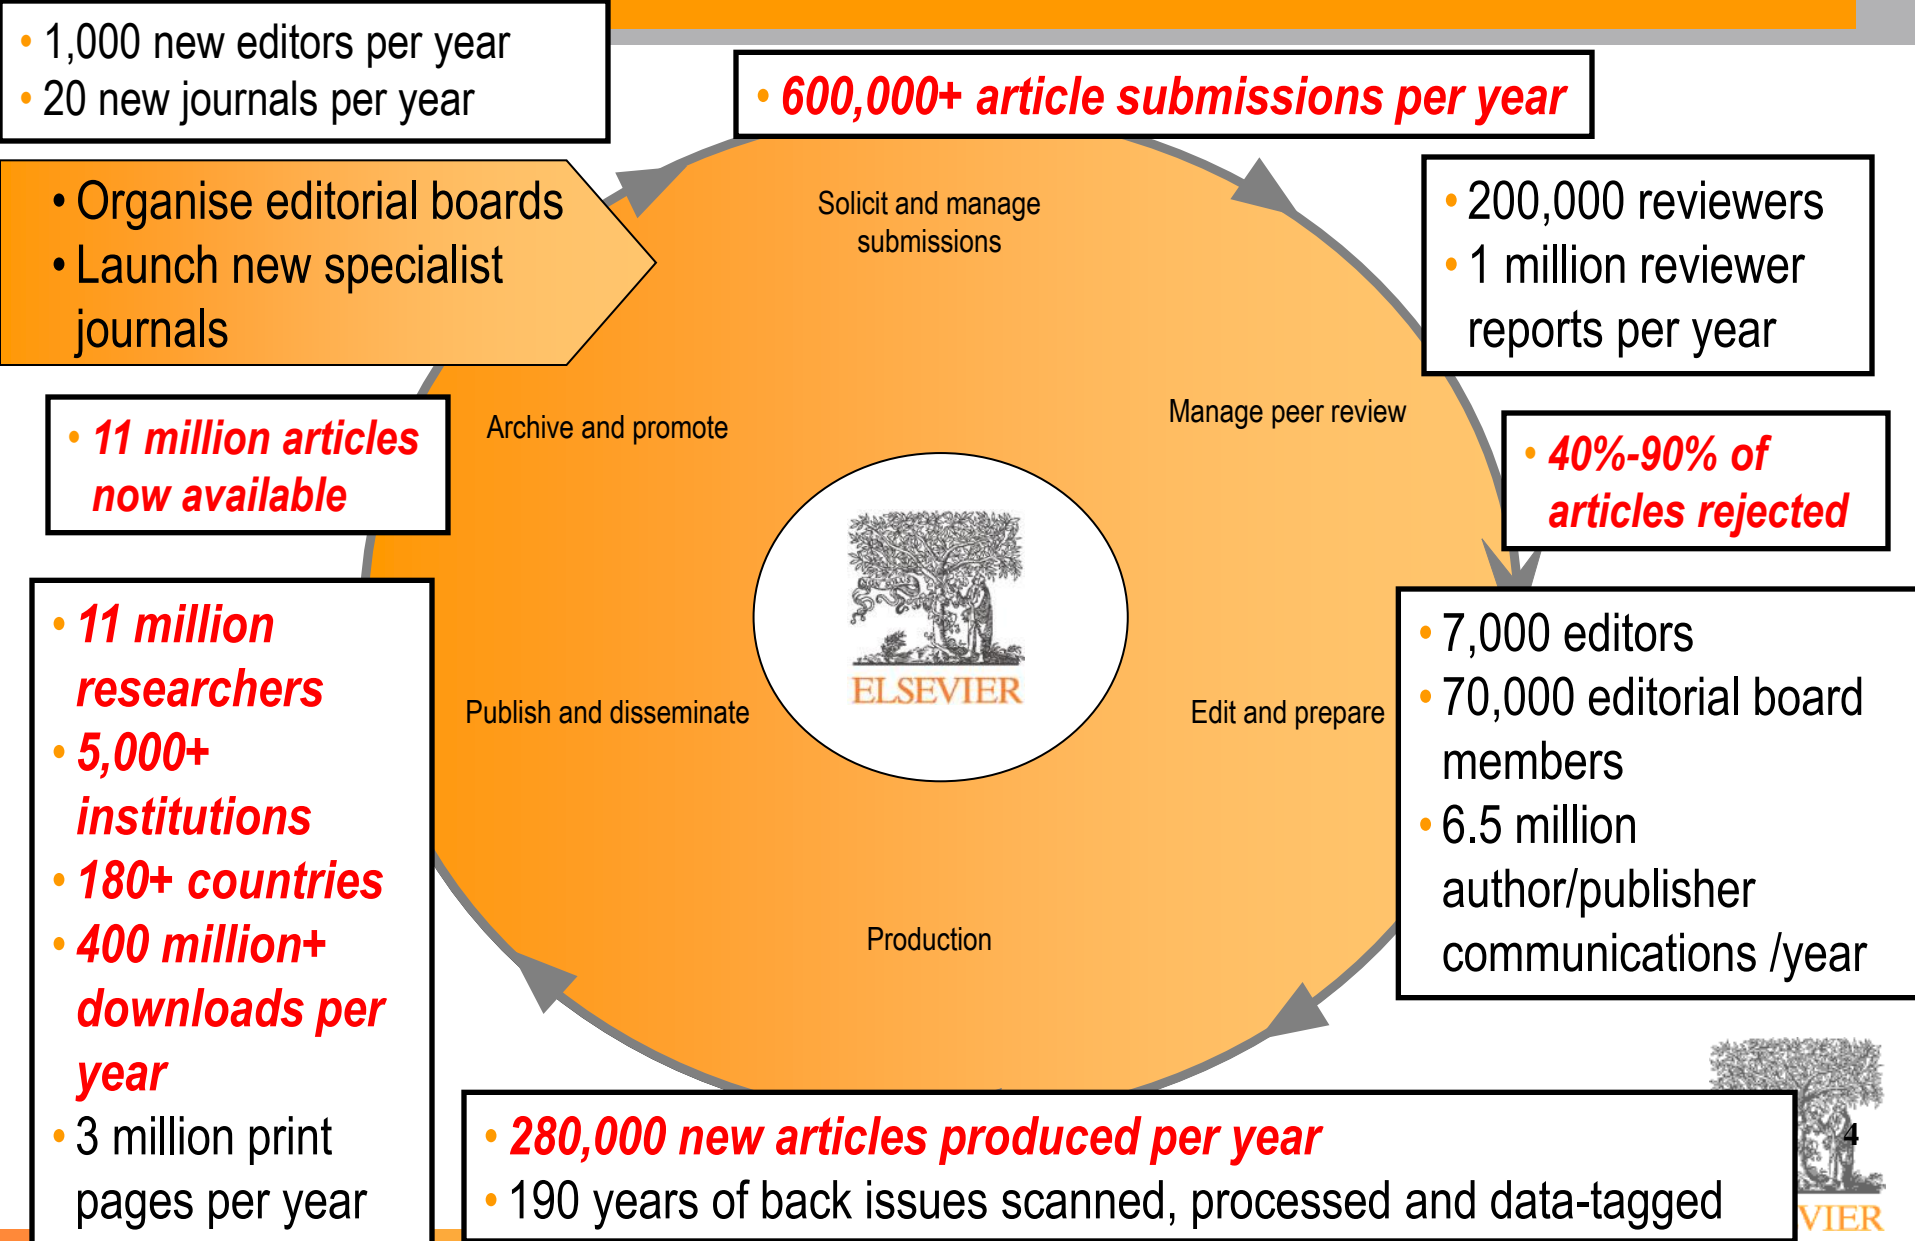 • 1,000 new editors per year
• 20 new journals per year
• 600,000+ article submissions per year
• Organise editorial boards
• Launch new specialist
journals
Solicit and manage
submissions
• 200,000 reviewers
• 1 million reviewer
reports per year
• 11 million articles
now available
Archive and promote
Manage peer review
• 40%-90% of
articles rejected
• 11 million
researchers
• 5,000+
institutions
• 180+ countries
• 400 million+
downloads per
year
• 3 million print
pages per year
Publish and disseminate
ELSEVIER
Edit and prepare
• 7,000 editors
• 70,000 editorial board
members
• 6.5 million
author/publisher
communications /year
Production
• 280,000 new articles produced per year
• 190 years of back issues scanned, processed and data-tagged
4
VIER